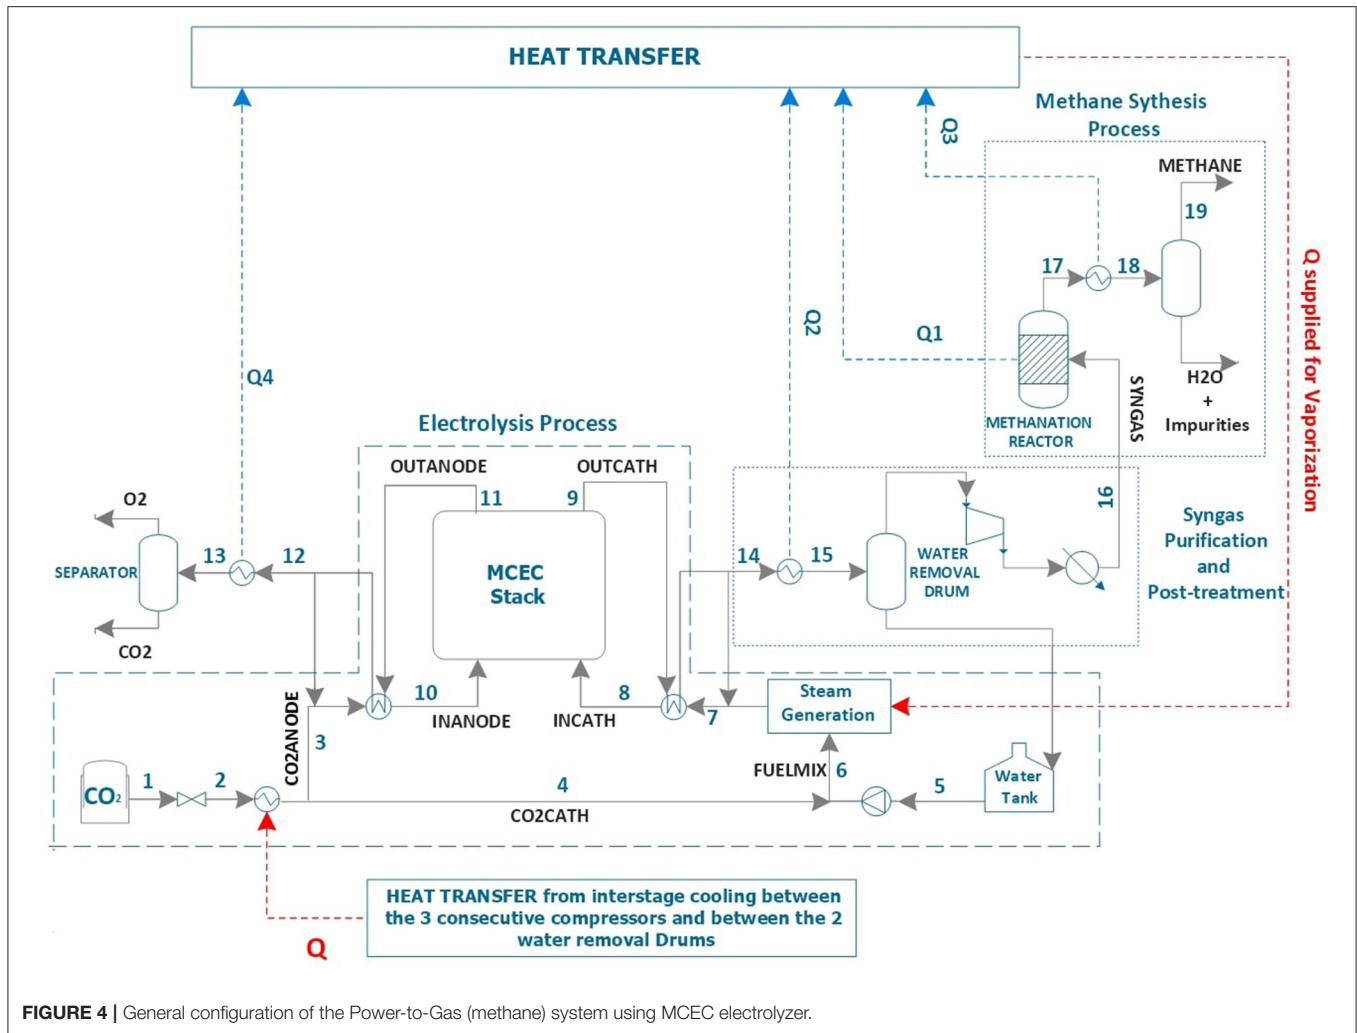 HEAT TRANSFER
Methane Sythesis
Process
Q3
METHANE
19
17
18
Q supplied for Vaporization
Q2
Q1
Q4
H2O
+
Impurities
SYNGAS
METHANATION
REACTOR
Electrolysis Process
OUTANODE
OUTCATH
11
9
16
O2
Syngas
Purification
and
Post-treatment
13
12
14
15
WATER
REMOVAL
DRUM
SEPARATOR
MCEC
Stack
CO2
10
8
7
INANODE
INCATH
Steam
Generation
CO2ANODE
3
FUELMIX
6
CO2
1
2
4
5
Water
Tank
CO2CATH
HEAT TRANSFER from interstage cooling between
the 3 consecutive compressors and between the 2
water removal Drums
Q
FIGURE 4 | General configuration of the Power-to-Gas (methane) system using MCEC electrolyzer.